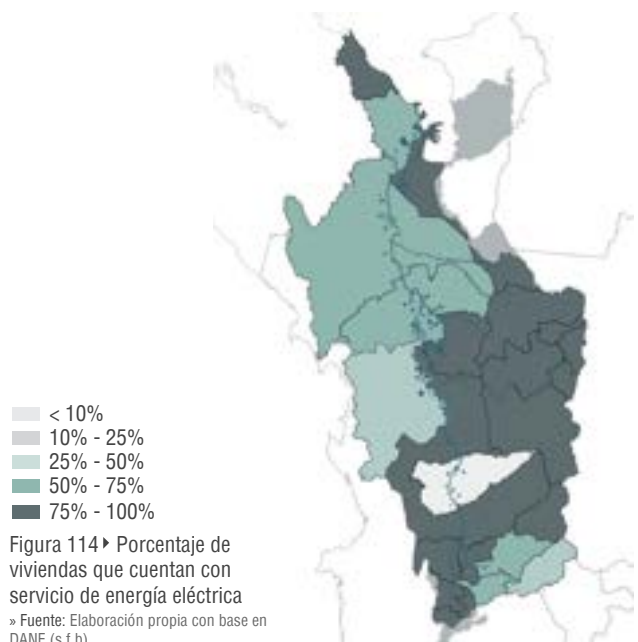 < 10%
10% - 25%
25% - 50%
50% - 75%
75% - 100%
Figura 114 ▸ Porcentaje de
viviendas que cuentan con
servicio de energía eléctrica
» Fuente: Elaboración propia con base en
DANE (s.f.b)